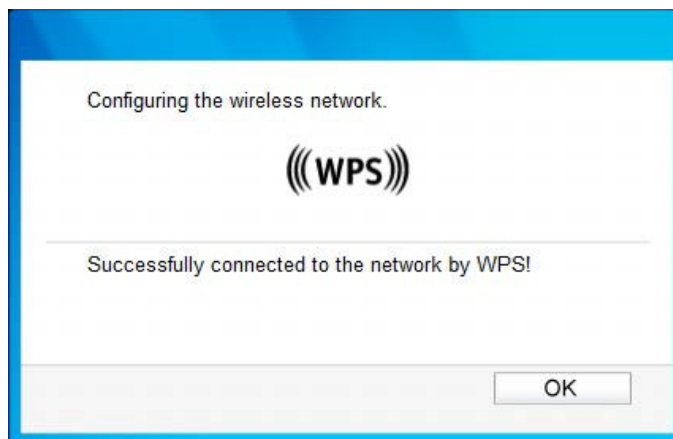 Configuring the wireless network.
(((WPS)))
Successfully connected to the network by WPS!
OK